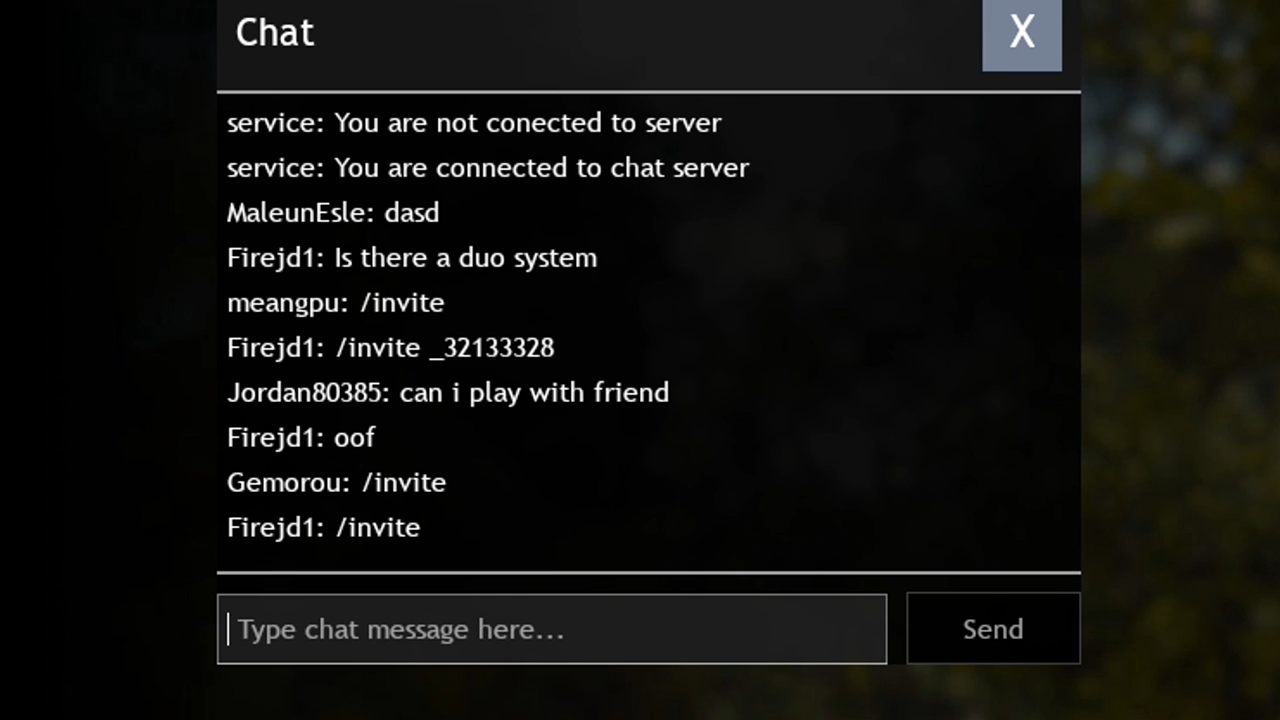 Chat
X
service: You are not conected to server
service: You are connected to chat server
MaleunEsle: dasd
Firejd1: Is there a duo system
meangpu: /invite
Firejd1: /invite _32133328
Jordan80385: can i play with friend
Firejd1: oof
Gemorou: /invite
Firejd1: /invite
Type chat message here...
Send